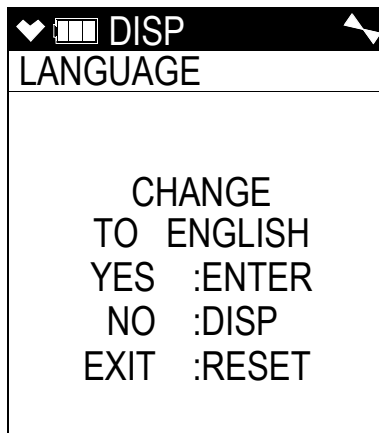 DISP
LANGUAGE
CHANGE
TO ENGLISH
YES :ENTER
NO :DISP
EXIT :RESET